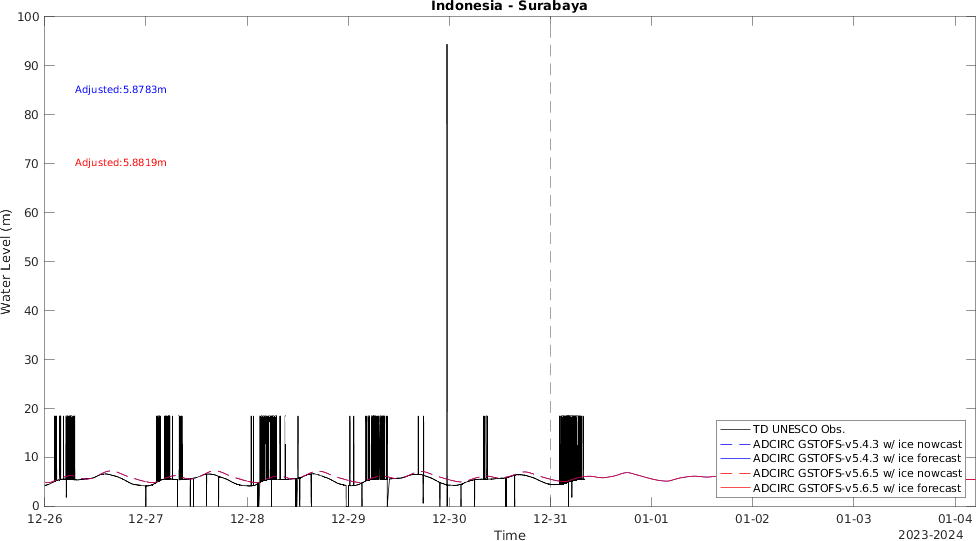 Indonesia - Surabaya
100
90
80
70
60
50
40
30
20
10
0
Water Level (m)
Adjusted:5.8783m
Adjusted:5.8819m
TD UNESCO Obs.
ADCIRC GSTOFS-v5.4.3 w/ ice nowcast
ADCIRC GSTOFS-v5.4.3 w/ ice forecast
ADCIRC GSTOFS-v5.6.5 w/ ice nowcast
ADCIRC GSTOFS-v5.6.5 w/ ice forecast
12-26 12-27 12-28 12-29 12-30 12-31 01-01 01-02 01-03 01-04
Time
2023-2024